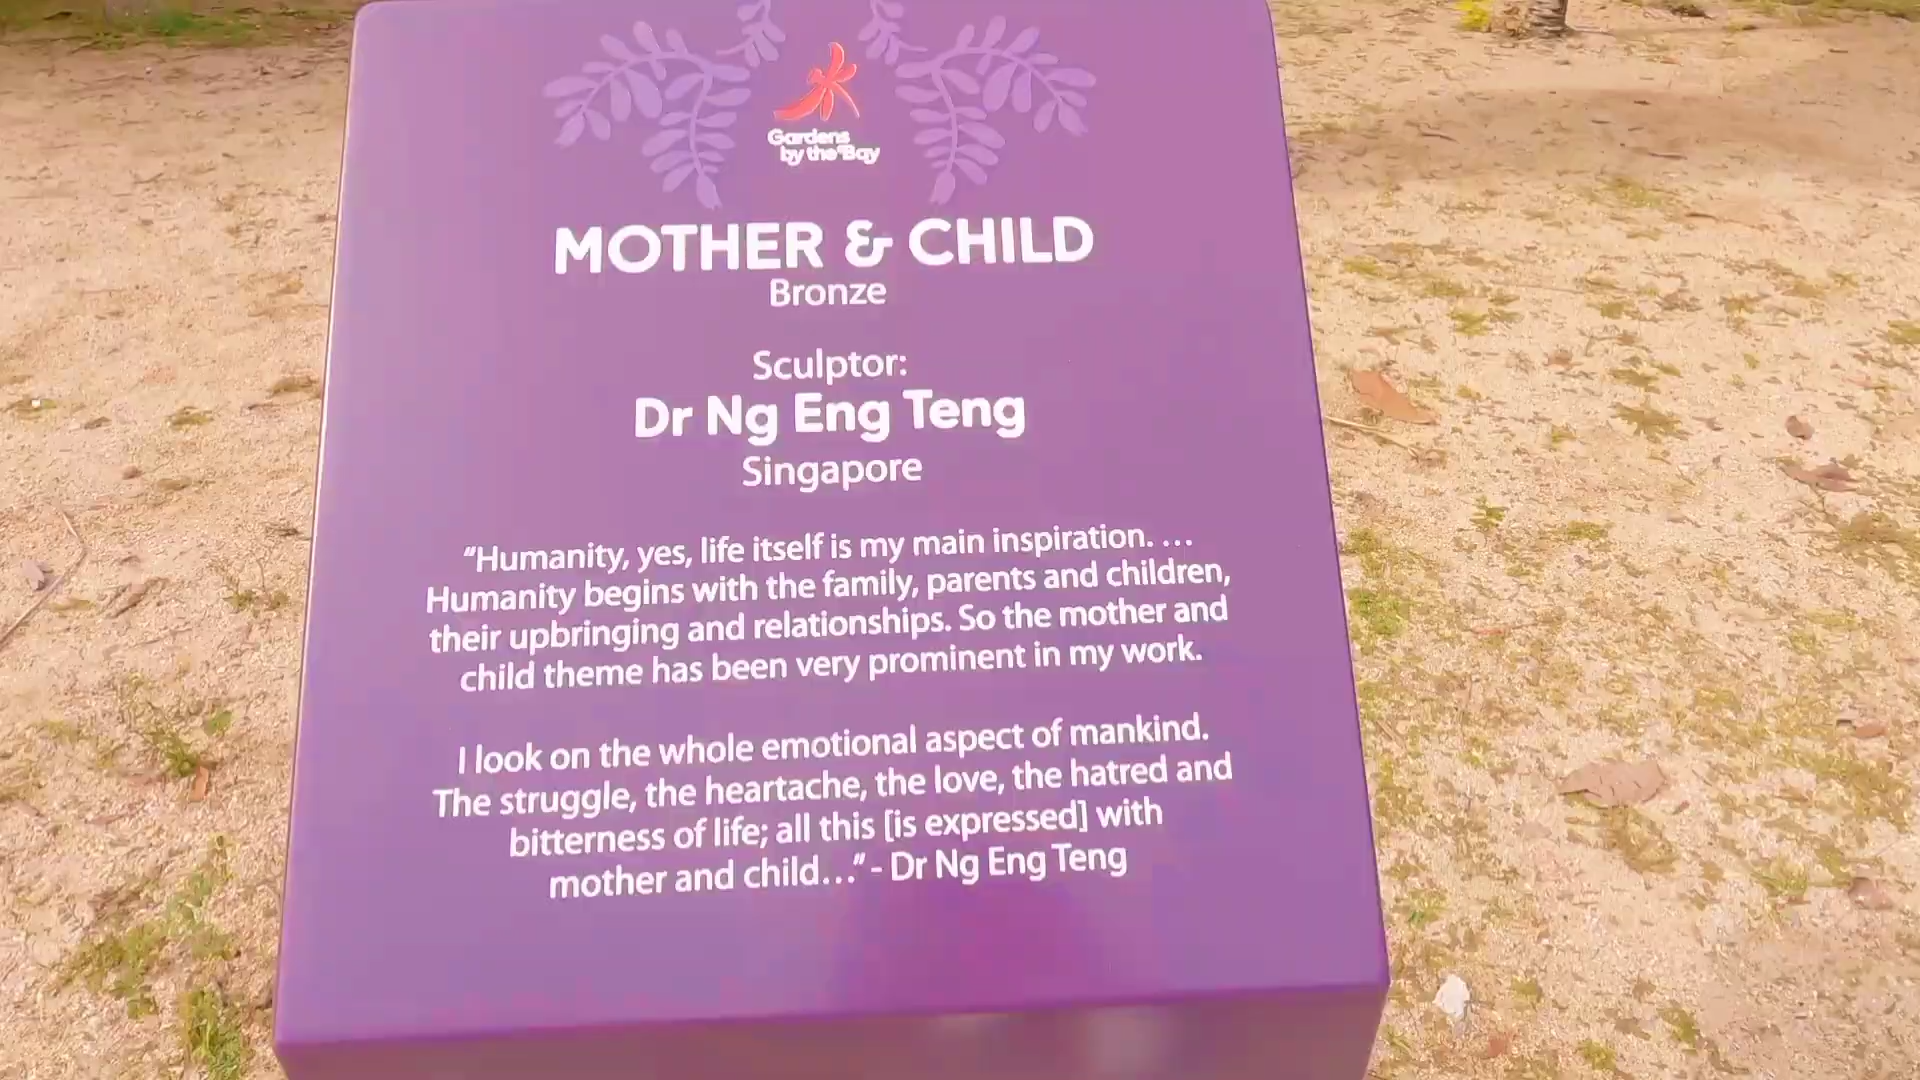 Gardens
by the Bay
MOTHER & CHILD
Bronze
Sculptor:
Dr Ng Eng Teng
Singapore
“Humanity, yes, life itself is my main inspiration. …
Humanity begins with the family, parents and children,
their upbringing and relationships. So the mother and
child theme has been very prominent in my work.
I look on the whole emotional aspect of mankind.
The struggle, the heartache, the love, the hatred and
bitterness of life; all this [is expressed] with
mother and child…” - Dr Ng Eng Teng